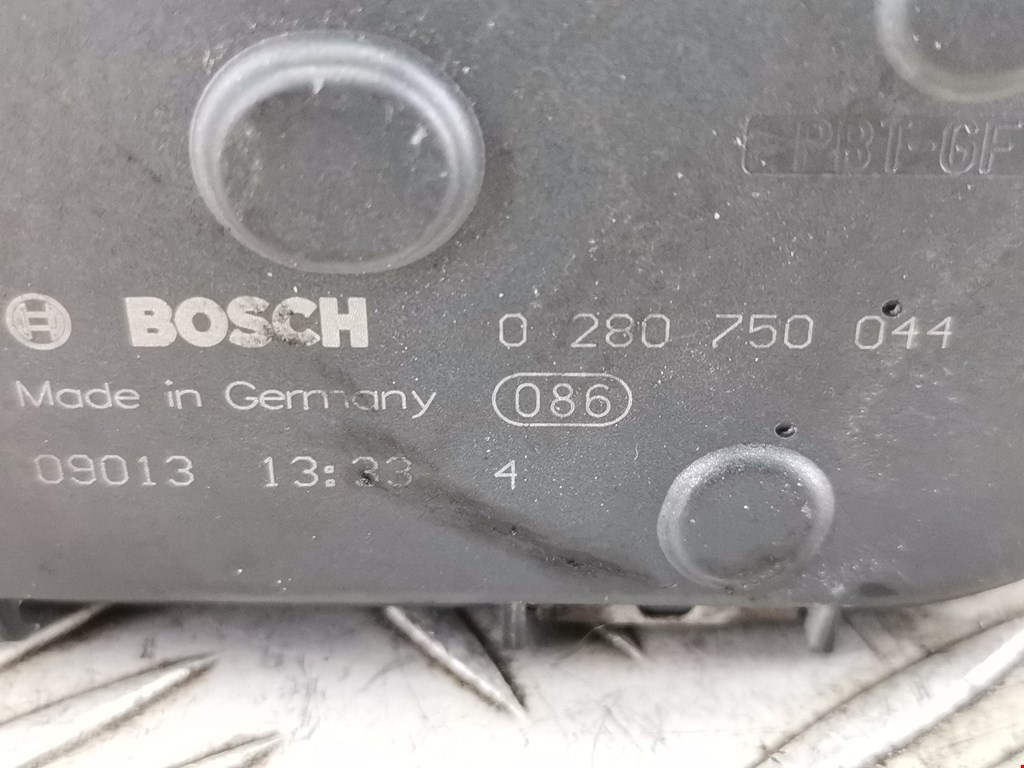 >PBT-GF
BOSCH 0 280 750 044
Made in Germany 086
09013 13:33 4